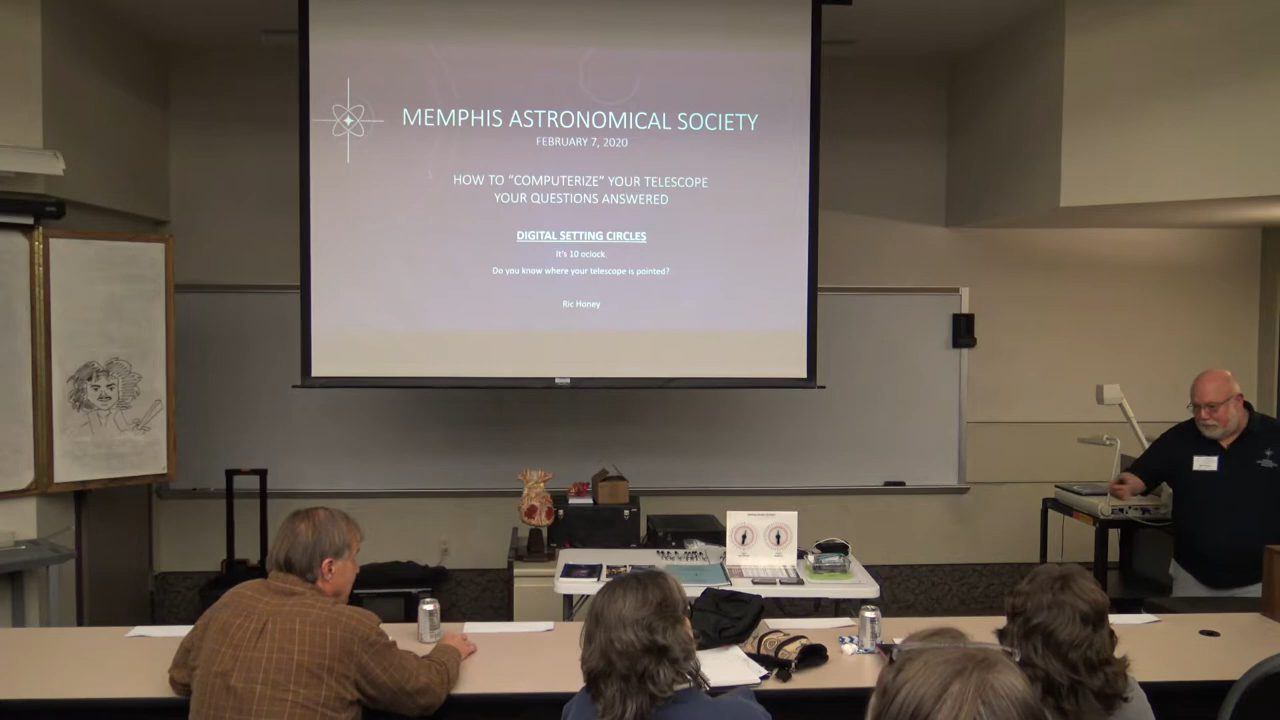 MEMPHIS ASTRONOMICAL SOCIETY
FEBRUARY 7, 2020
HOW TO “COMPUTERIZE” YOUR TELESCOPE
YOUR QUESTIONS ANSWERED
DIGITAL SETTING CIRCLES
It's 10 oclock.
Do you know where your telescope is pointed?
Ric Honey